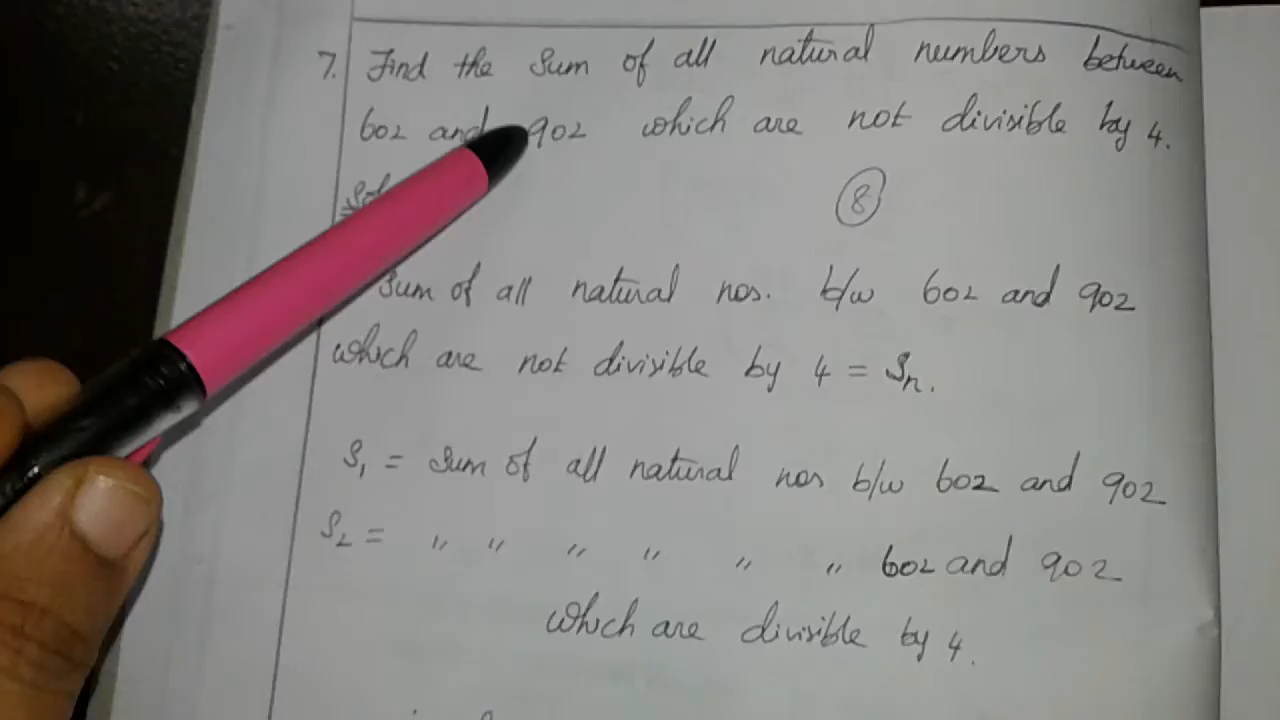 7. Find the sum of all natural numbers between
602 and 902 which are not divisible by 4.
8
Sum of all natural nos. b/w 602 and 902
which are not divisible by 4 = Sn.
S1 = Sum of all natural nos b/w 602 and 902
S2 = " " " " " " 602 and 902
which are divisible by 4.